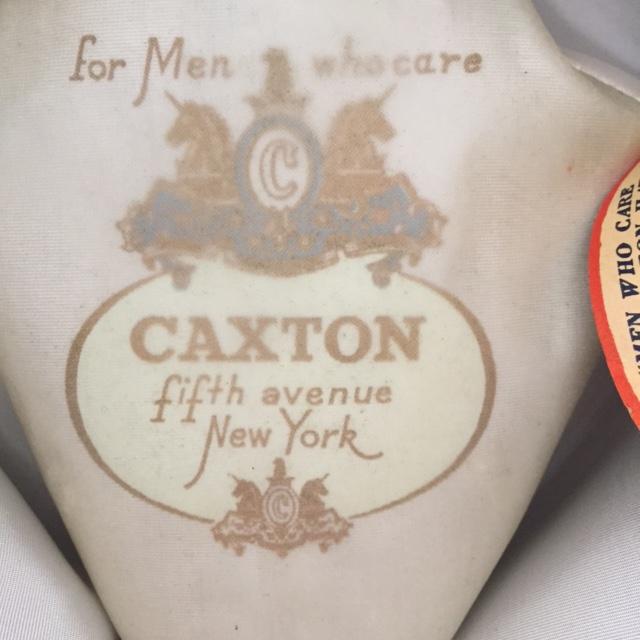 for Men who care
C
CAXTON
fifth avenue
New York
C
MEN WHO CARE